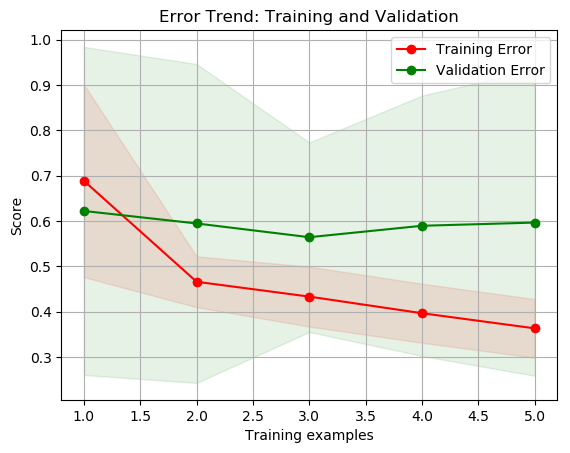 Error Trend: Training and Validation
Training Error
Validation Error
Score
1.0
0.9
0.8
0.7
0.6
0.5
0.4
0.3
1.0 1.5 2.0 2.5 3.0 3.5 4.0 4.5 5.0
Training examples